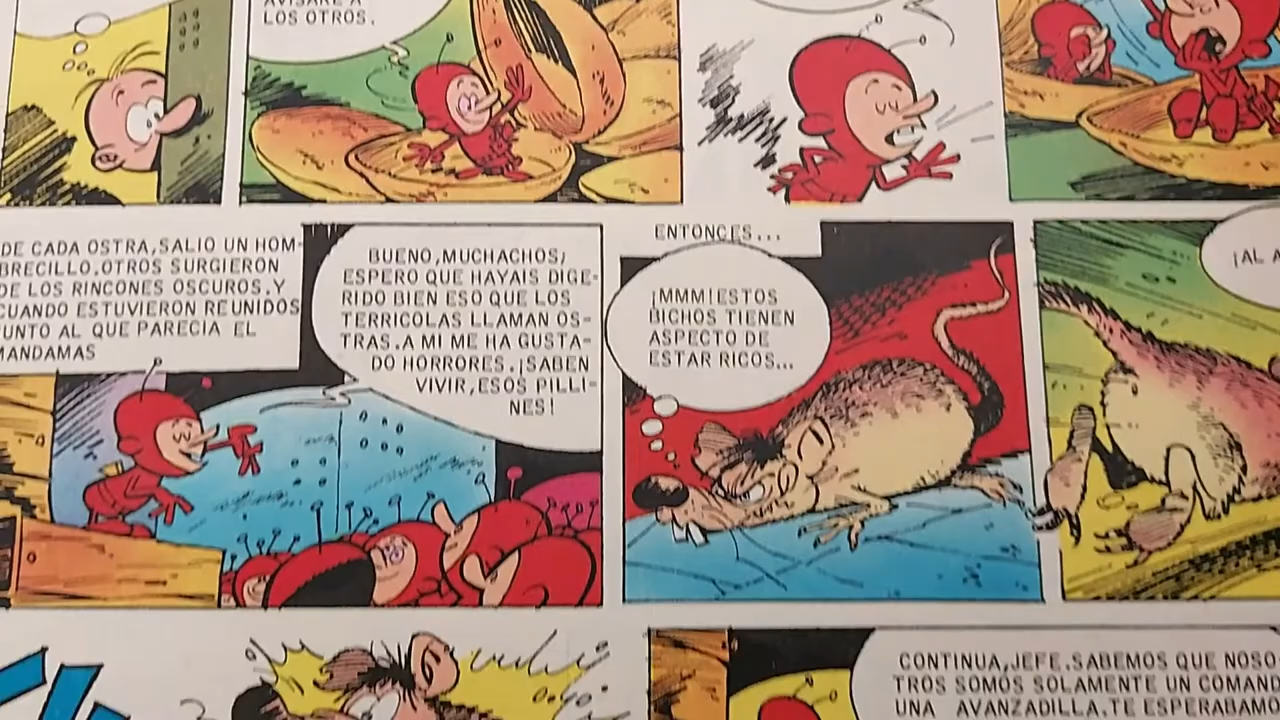 AVISARE A
LOS OTROS.
DE CADA OSTRA,SALIO UN HOM-
BRECILLO.OTROS SURGIERON
DE LOS RINCONES OSCUROS.Y
CUANDO ESTUVIERON REUNIDOS
JUNTO AL QUE PARECIA EL
MANDAMAS
BUENO,MUCHACHOS;
ESPERO QUE HAYAIS DIGE-
RIDO BIEN ESO QUE LOS
TERRICOLAS LLAMAN OS-
TRAS.A MI ME HA GUSTA-
DO HORRORES.¡SABEN
VIVIR,ESOS PILLI-
NES!
ENTONCES...
¡MMM!ESTOS
BICHOS TIENEN
ASPECTO DE
ESTAR RICOS...
¡AL A
CONTINUA,JEFE.SABEMOS QUE NOSO
TROS SOMOS SOLAMENTE UN COMAND
UNA AVANZADILLA.TE ESPERABAMO